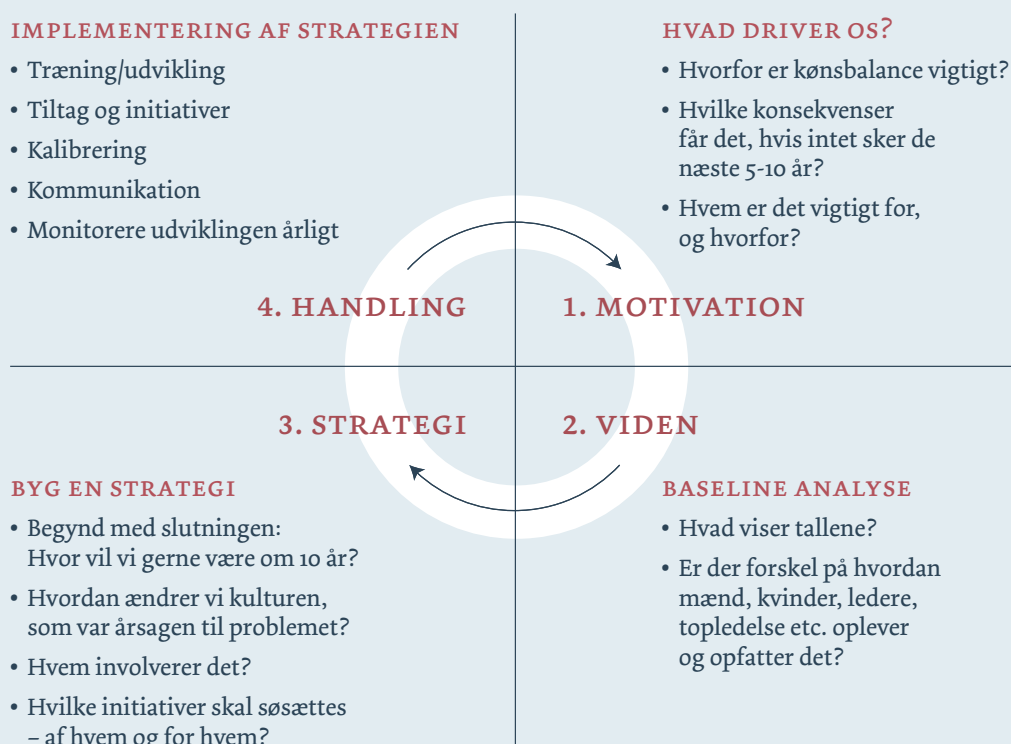 IMPLEMENTERING AF STRATEGIEN
• Træning/udvikling
• Tiltag og initiativer
• Kalibrering
• Kommunikation
• Monitorere udviklingen årligt
4. HANDLING
HVAD DRIVER OS?
• Hvorfor er kønsbalance vigtigt?
• Hvilke konsekvenser
får det, hvis intet sker de
næste 5-10 år?
• Hvem er det vigtigt for,
og hvorfor?
1. MOTIVATION
3. STRATEGI
BYG EN STRATEGI
• Begynd med slutningen:
Hvor vil vi gerne være om 10 år?
• Hvordan ændrer vi kulturen,
som var årsagen til problemet?
• Hvem involverer det?
• Hvilke initiativer skal søsættes
– af hvem og for hvem?
2. VIDEN
BASELINE ANALYSE
• Hvad viser tallene?
• Er der forskel på hvordan
mænd, kvinder, ledere,
topledelse etc. oplever
og opfatter det?